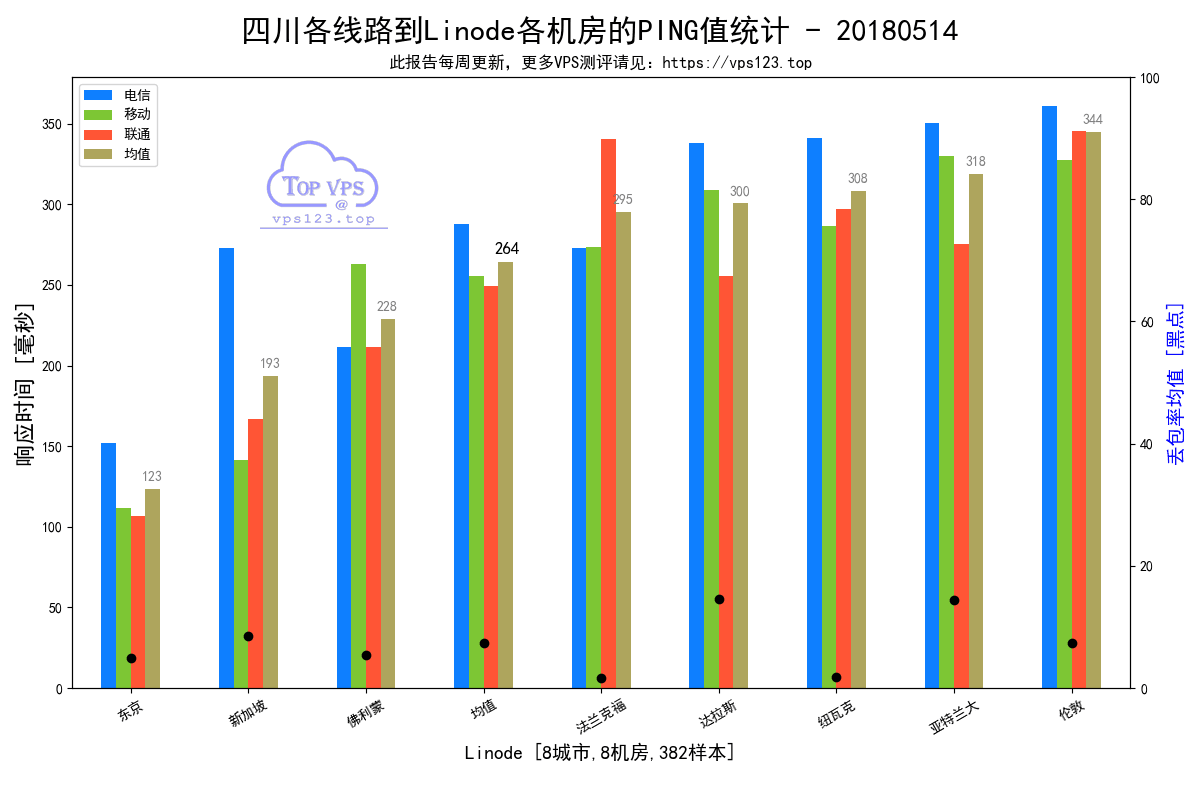 四川各线路到Linode各机房的PING值统计 - 20180514
此报告每周更新，更多VPS测评请见：https://vps123.top
电信
移动
联通
均值
TOP VPS
@
vps123.top
响应时间 [毫秒]
350
300
250
200
150
100
50
0
123
193
228
264
295
300
308
318
344
100
80
60
40
20
0
丢包率均值 [黑点]
东京
新加坡
佛利蒙
均值
法兰克福
达拉斯
纽瓦克
亚特兰大
伦敦
Linode [8城市,8机房,382样本]